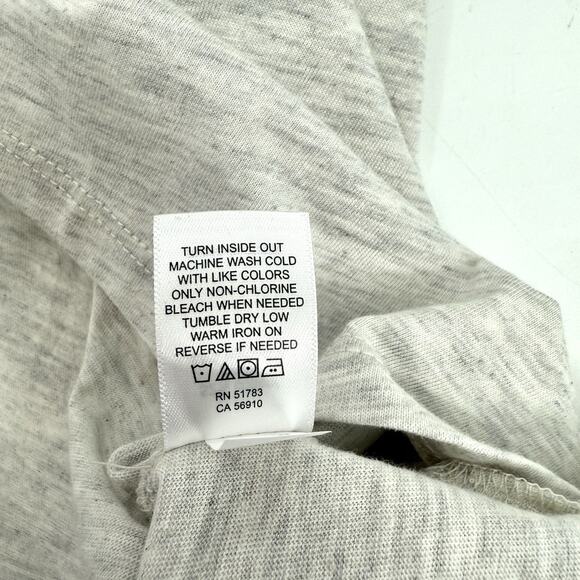 TURN INSIDE OUT
MACHINE WASH COLD
WITH LIKE COLORS
ONLY NON-CHLORINE
BLEACH WHEN NEEDED
TUMBLE DRY LOW
WARM IRON ON
REVERSE IF NEEDED
RN 51783
CA 56910